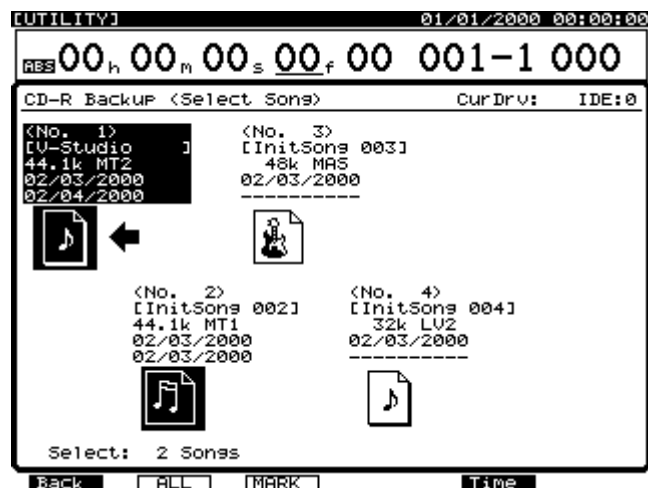 [UTILITY] 01/01/2000 00:00:00
ABS 00h 00m 00s 00f 00 001-1 000
CD-R Backup (Select Song) CurDrv: IDE:0
(No. 1)
[V-Studio ]
44.1k MT2
02/03/2000
02/04/2000
(No. 3)
[InitSong 003]
48k MAS
02/03/2000
----------
(No. 2)
[InitSong 002]
44.1k MT1
02/03/2000
02/03/2000
(No. 4)
[InitSong 004]
32k LV2
02/03/2000
----------
Select: 2 Songs
Back ALL MARK Time